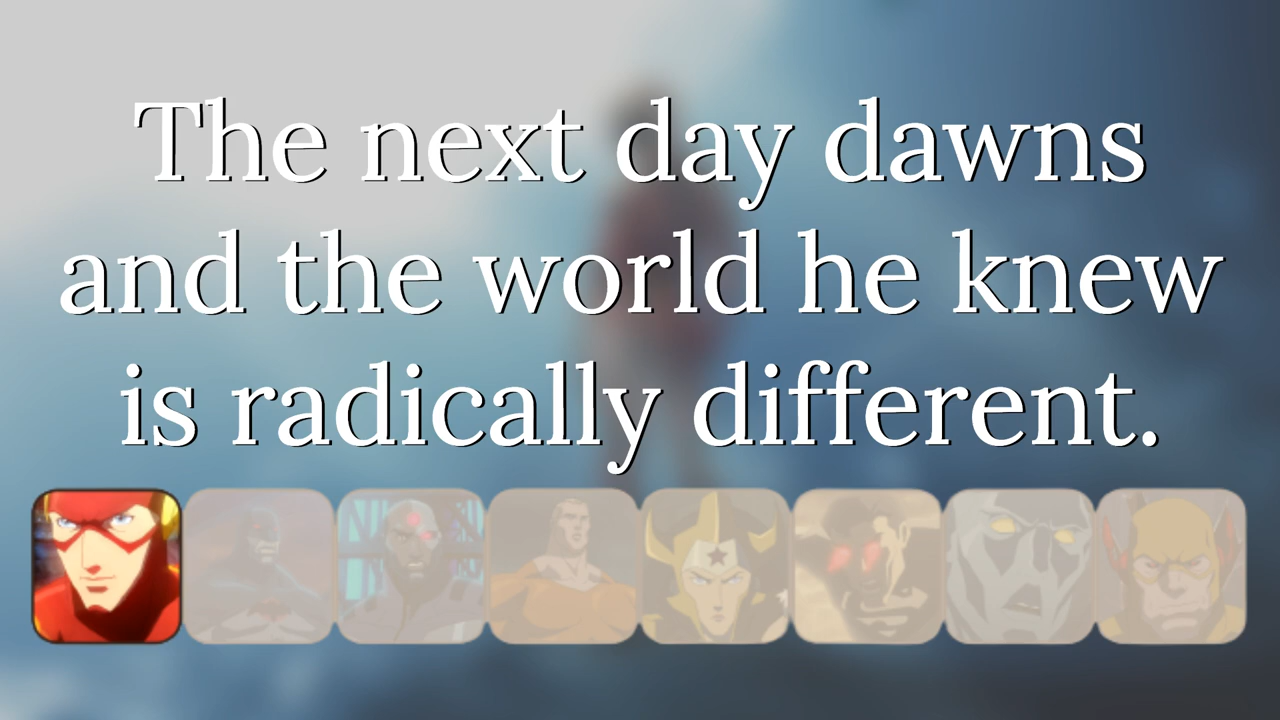 The next day dawns
and the world he knew
is radically different.